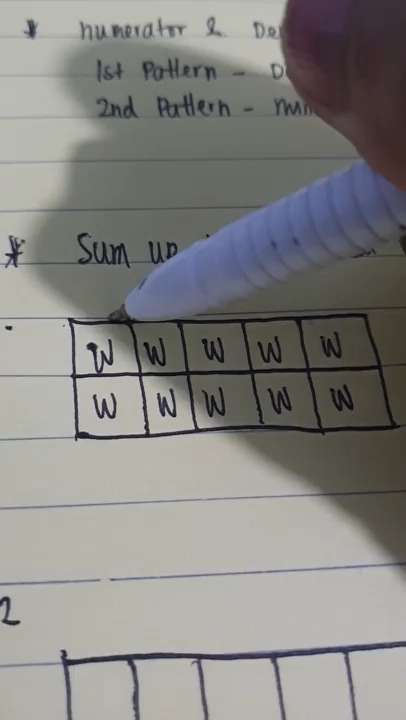 * numerator &
1st Pattern -
2nd Pattern -
* Sum up
W W W W W
W W W W W
2